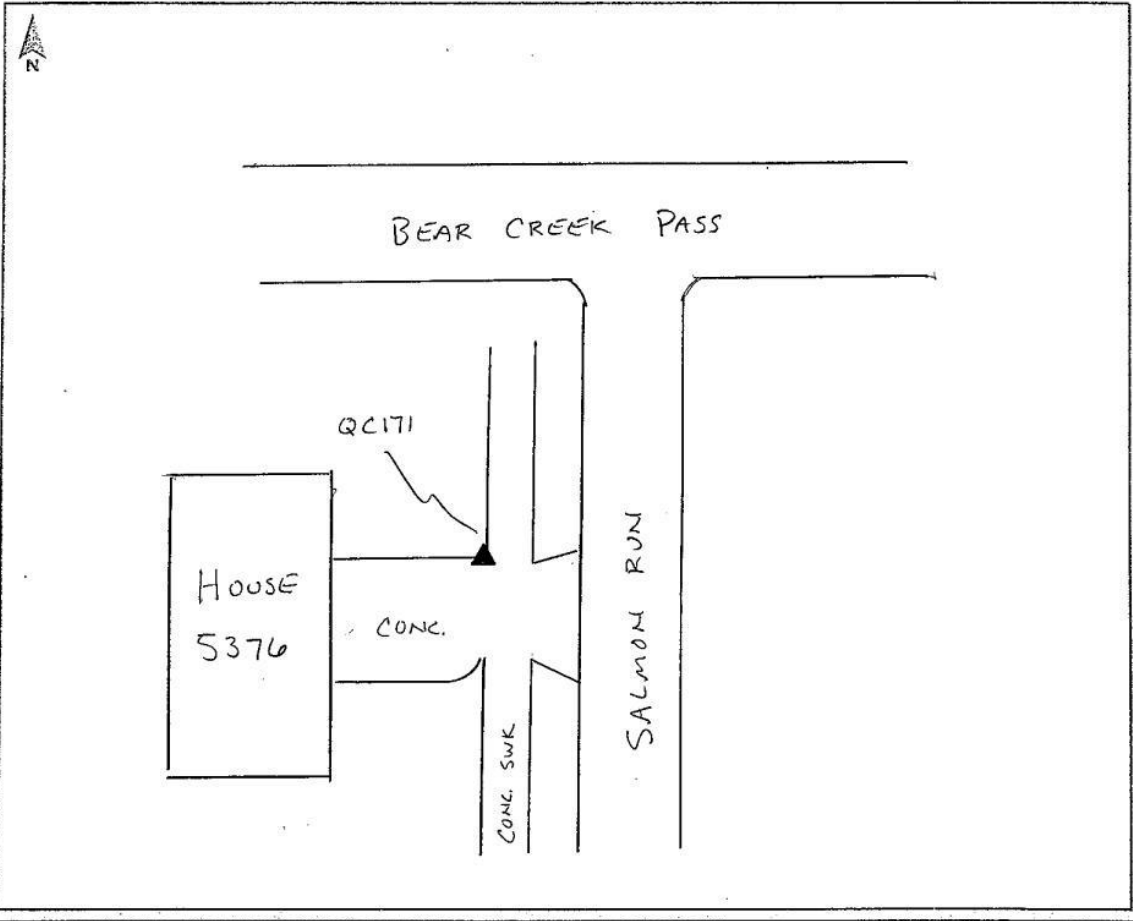 N
BEAR CREEK PASS
QC171
HOUSE
5376
CONC.
SALMON RUN
CONC. SWK